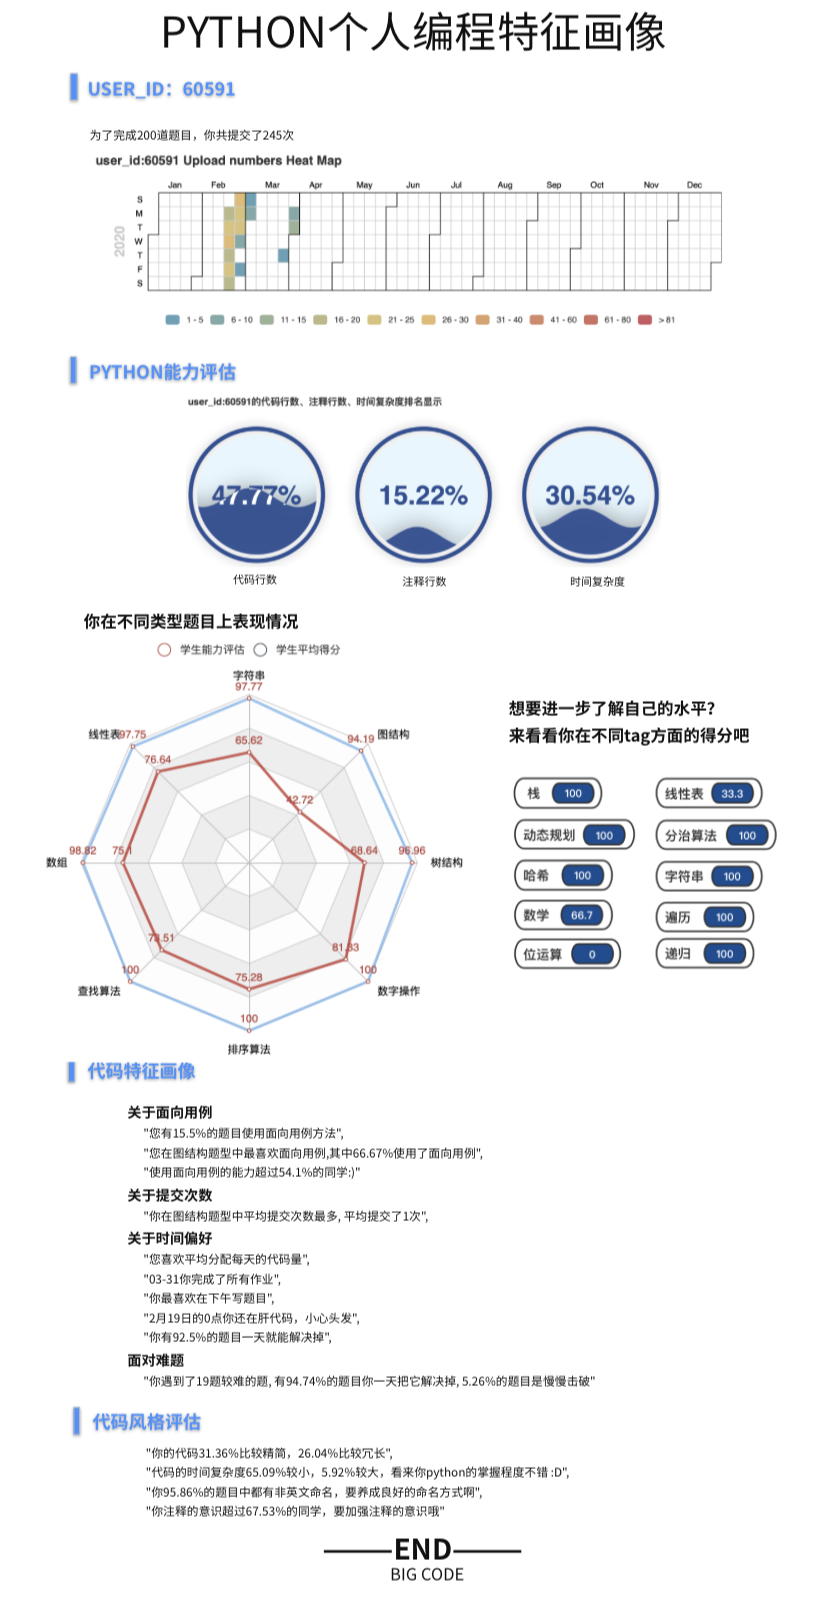 PYTHON个人编程特征画像
USER_ID：60591
为了完成200道题目，你共提交了245次
user_id:60591 Upload numbers Heat Map
Jan Feb Mar Apr May Jun Jul Aug Sep Oct Nov Dec
2020
S
M
T
W
T
F
S
1 - 5 6 - 10 11 - 15 16 - 20 21 - 25 26 - 30 31 - 40 41 - 60 61 - 80 > 81
PYTHON能力评估
user_id:60591的代码行数、注释行数、时间复杂度排名显示
47.77% 15.22% 30.54%
代码行数 注释行数 时间复杂度
你在不同类型题目上表现情况
学生能力评估 学生平均得分
字符串
97.77
线性表 97.75
94.19 图结构
65.62
76.64
42.72
数组 98.82 75.1
68.64 96.96 树结构
73.51
81.83
查找算法 100
100 数字操作
75.28
100
排序算法
想要进一步了解自己的水平？
来看看你在不同tag方面的得分吧
栈 100 线性表 33.3
动态规划 100 分治算法 100
哈希 100 字符串 100
数学 66.7 遍历 100
位运算 0 递归 100
代码特征画像
关于面向用例
"您有15.5%的题目使用面向用例方法",
"您在图结构题型中最喜欢面向用例,其中66.67%使用了面向用例",
"使用面向用例的能力超过54.1%的同学:)"
关于提交次数
"你在图结构题型中平均提交次数最多, 平均提交了1次",
关于时间偏好
"您喜欢平均分配每天的代码量",
"03-31你完成了所有作业",
"你最喜欢在下午写题目",
"2月19日的0点你还在肝代码，小心头发",
"你有92.5%的题目一天就能解决掉",
面对难题
"你遇到了19题较难的题, 有94.74%的题目你一天把它解决掉, 5.26%的题目是慢慢击破"
代码风格评估
"你的代码31.36%比较精简，26.04%比较冗长",
"代码的时间复杂度65.09%较小，5.92%较大，看来你python的掌握程度不错 :D",
"你95.86%的题目中都有非英文命名，要养成良好的命名方式啊",
"你注释的意识超过67.53%的同学，要加强注释的意识哦"
END
BIG CODE